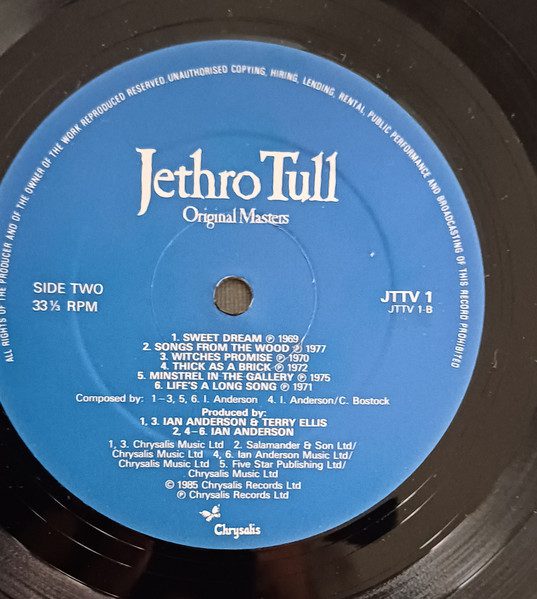 ALL RIGHTS OF THE PRODUCER AND OF THE OWNER OF THE WORK REPRODUCED RESERVED. UNAUTHORISED COPYING, HIRING, LENDING, RENTAL, PUBLIC PERFORMANCE AND BROADCASTING OF THIS RECORD PROHIBITED
Jethro Tull
Original Masters
SIDE TWO
33⅓ RPM
JTTV 1
JTTV 1-B
1. SWEET DREAM ℗ 1969
2. SONGS FROM THE WOOD ℗ 1977
3. WITCHES PROMISE ℗ 1970
4. THICK AS A BRICK ℗ 1972
5. MINSTREL IN THE GALLERY ℗ 1975
6. LIFE'S A LONG SONG ℗ 1971
Composed by: 1–3, 5, 6. I. Anderson 4. I. Anderson/C. Bostock
Produced by:
1, 3. IAN ANDERSON & TERRY ELLIS
2, 4–6. IAN ANDERSON
1, 3. Chrysalis Music Ltd 2. Salamander & Son Ltd/
Chrysalis Music Ltd 4, 6. Ian Anderson Music Ltd/
Chrysalis Music Ltd 5. Five Star Publishing Ltd/
Chrysalis Music Ltd
© 1985 Chrysalis Records Ltd
℗ Chrysalis Records Ltd
Chrysalis